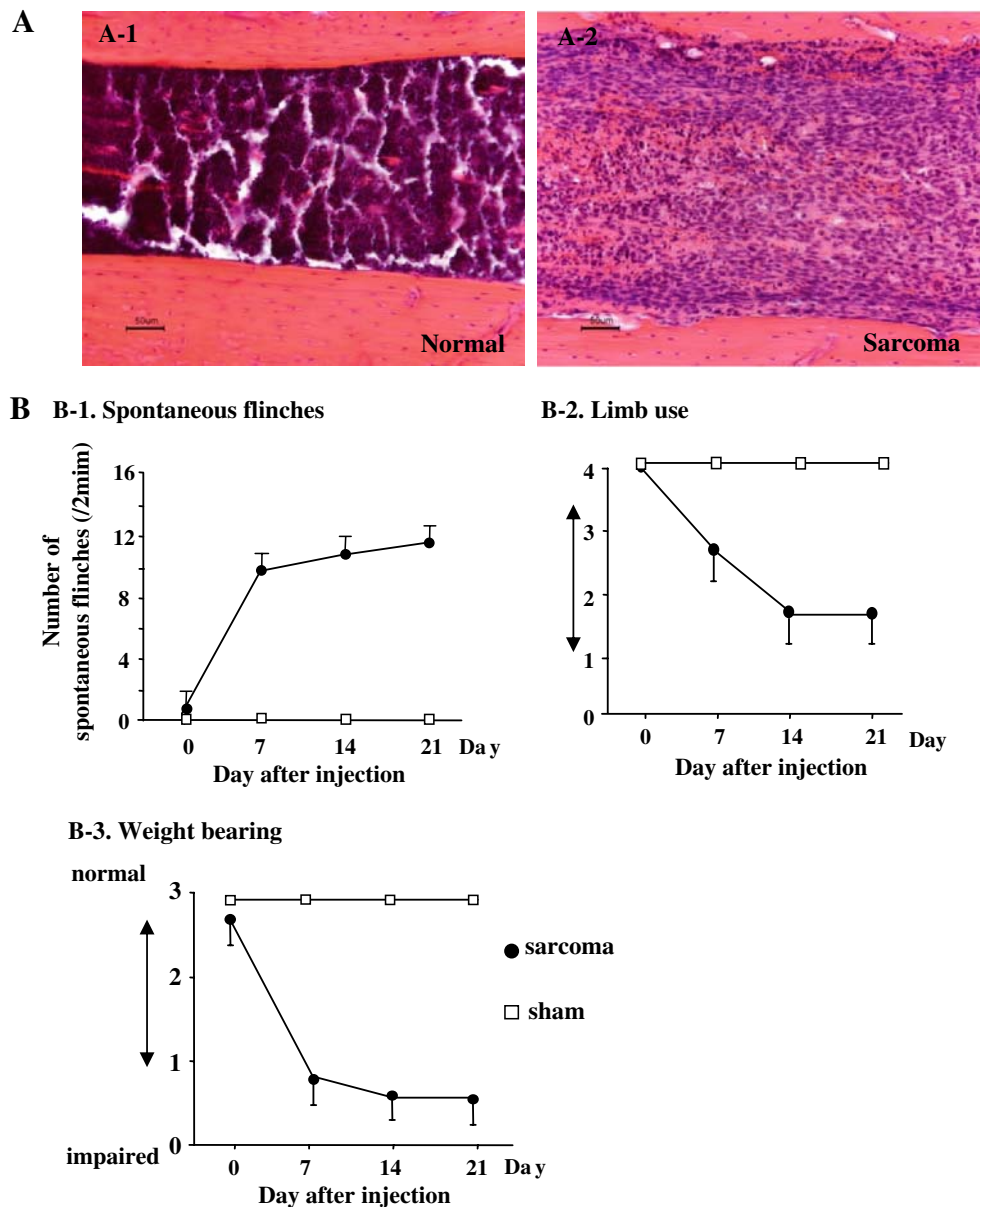 A
A-1
A-2
50um
Normal
50um
Sarcoma
B B-1. Spontaneous flinches
B-2. Limb use
Number of
spontaneous flinches (/2mim)
16
12
8
4
0
0 7 14 21 Day
Day after injection
4
3
2
1
0
0 7 14 21 Day
Day after injection
B-3. Weight bearing
normal
3
2
1
0
impaired
0 7 14 21 Day
Day after injection
sarcoma
sham